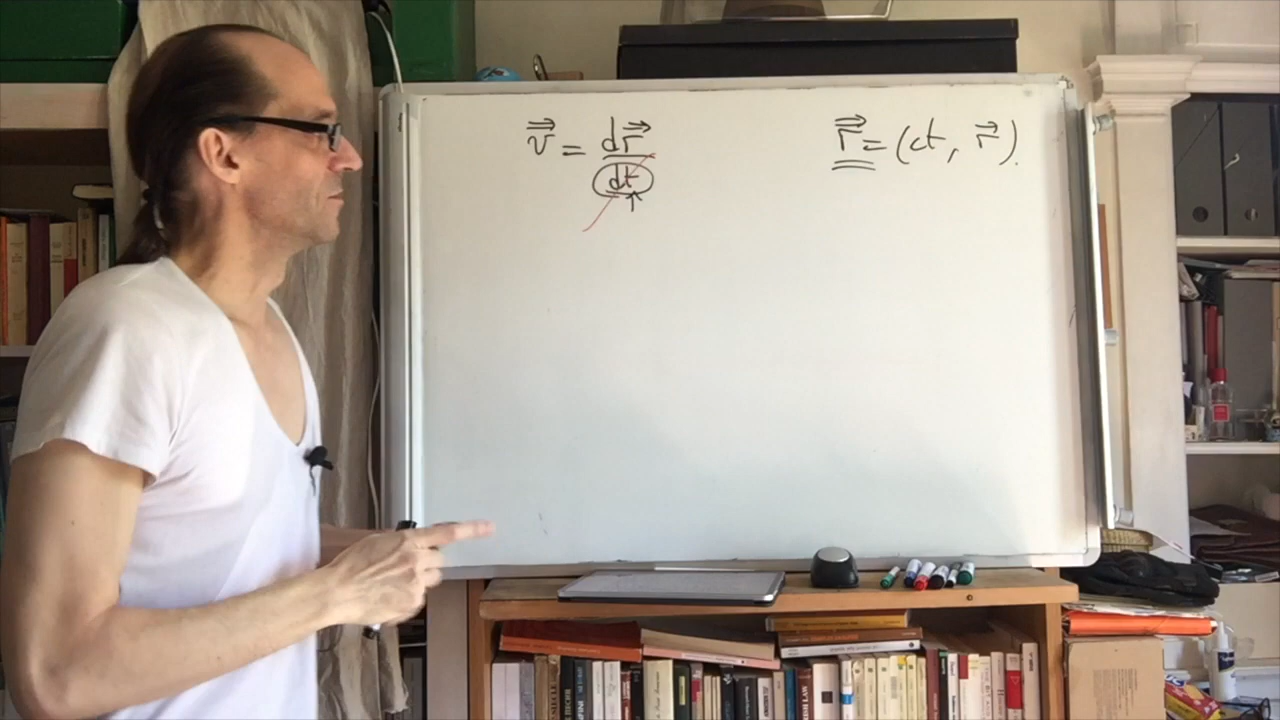 v⃗⃗ = dr⃗⃗ / dt
r⃗⃗ = (ct, r⃗).